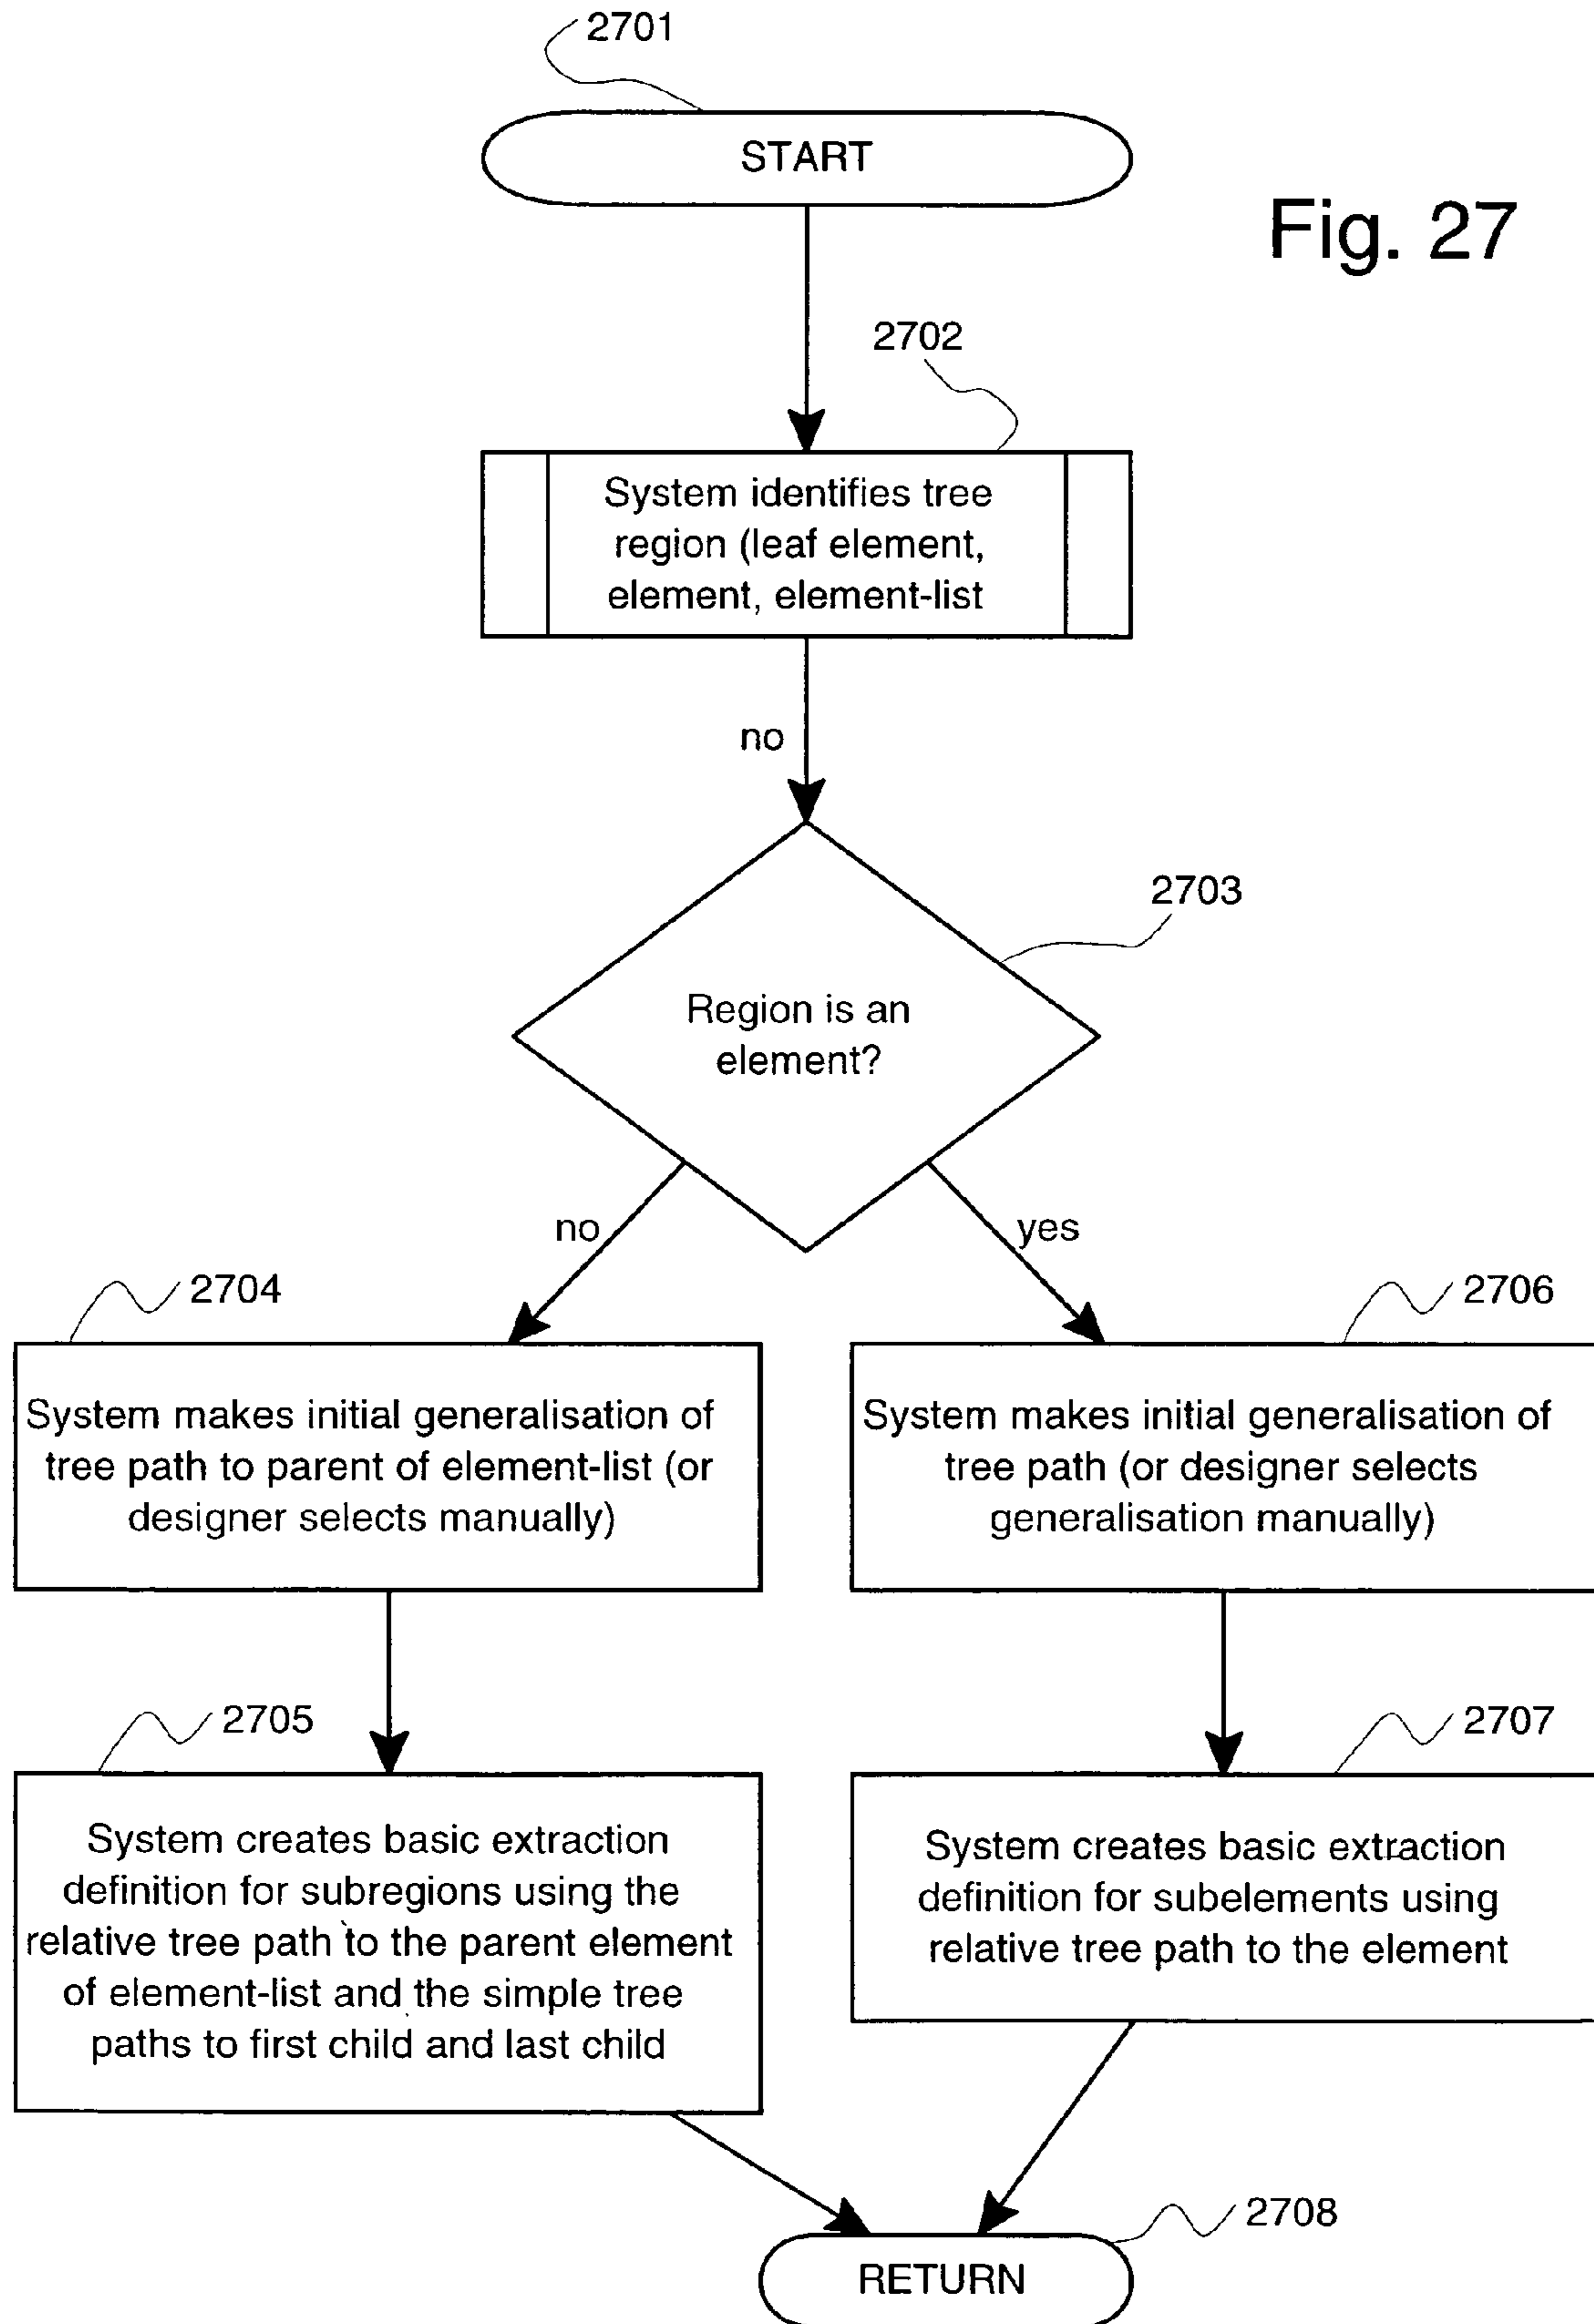 2701
START
Fig. 27
2702
System identifies tree
region (leaf element,
element, element-list
no
2703
Region is an
element?
no
yes
2704
2706
System makes initial generalisation of
tree path to parent of element-list (or
designer selects manually)
System makes initial generalisation of
tree path (or designer selects
generalisation manually)
2705
2707
System creates basic extraction
definition for subregions using the
relative tree path to the parent element
of element-list and the simple tree
paths to first child and last child
System creates basic extraction
definition for subelements using
relative tree path to the element
2708
RETURN